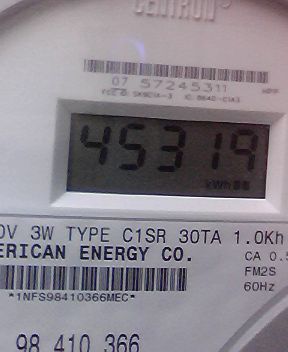 CENTRON
07 57245311
45319
kWh
0V 3W TYPE C1SR 30TA 1.0Kh
ERICAN ENERGY CO.
CA 0.5
FM2S
*1NFS98410366MEC*
60Hz
98 410 366